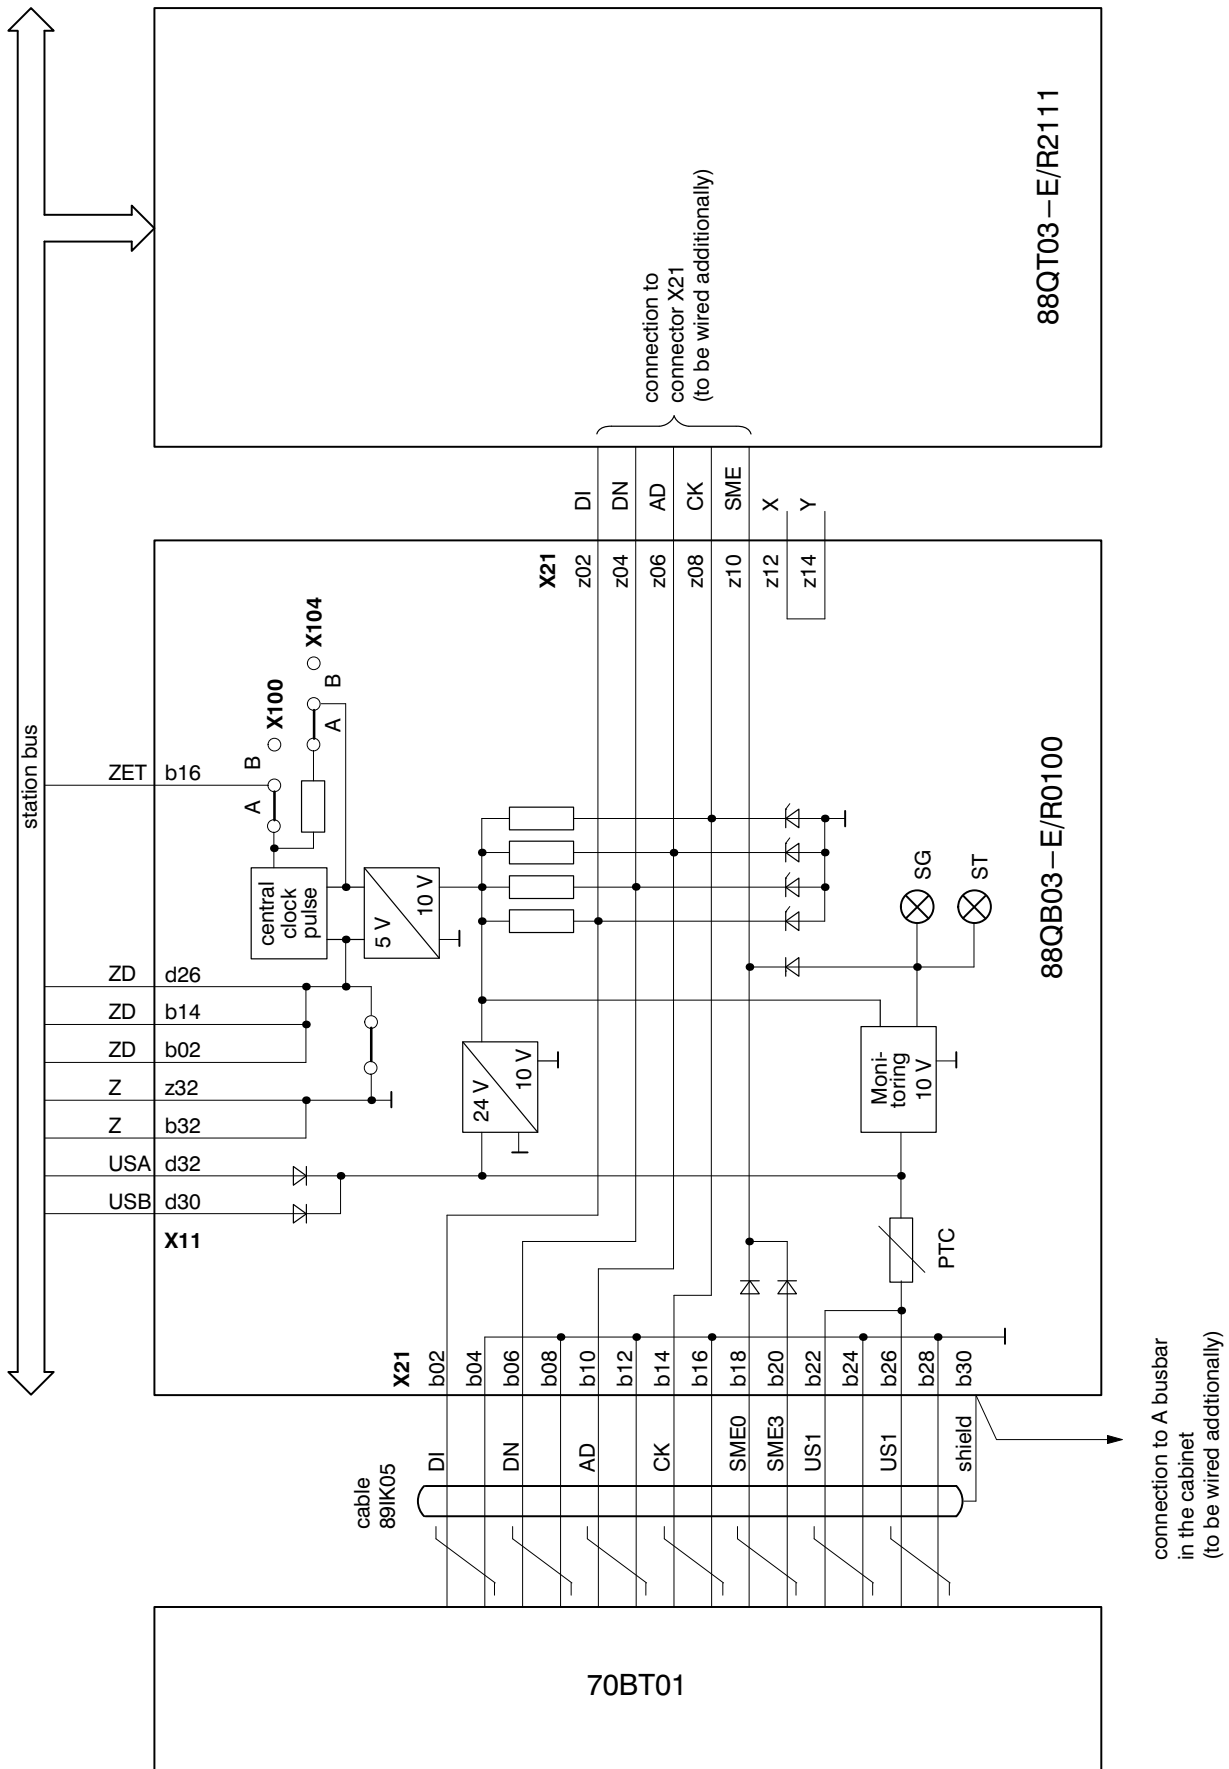 station bus
88QT03–E/R2111
connection to
connector X21
(to be wired additionally)
DI
DN
AD
CK
SME
X
Y
X21
z02
z04
z06
z08
z10
z12
z14
88QB03–E/R0100
X104
X100
A
B
A
B
ZET
b16
central
clock
pulse
5 V
10 V
SG
ST
ZD
d26
ZD
b14
ZD
b02
Z
z32
Z
b32
USA
d32
USB
d30
X11
24 V
10 V
Moni-
toring
10 V
PTC
X21
b02
b04
b06
b08
b10
b12
b14
b16
b18
b20
b22
b24
b26
b28
b30
DI
DN
AD
CK
SME0
SME3
US1
US1
shield
cable
89IK05
connection to A busbar
in the cabinet
(to be wired addtionally)
70BT01